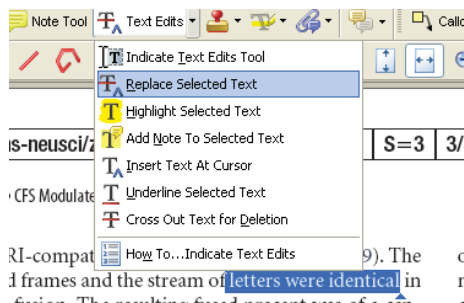 Note Tool Text Edits Callo
Indicate Text Edits Tool
Replace Selected Text
Highlight Selected Text
Add Note To Selected Text
Insert Text At Cursor
Underline Selected Text
Cross Out Text for Deletion
How To...Indicate Text Edits
ns-neusci/z S=3 3/
CFS Modulate
RI-compat 9). The
d frames and the stream of letters were identical in